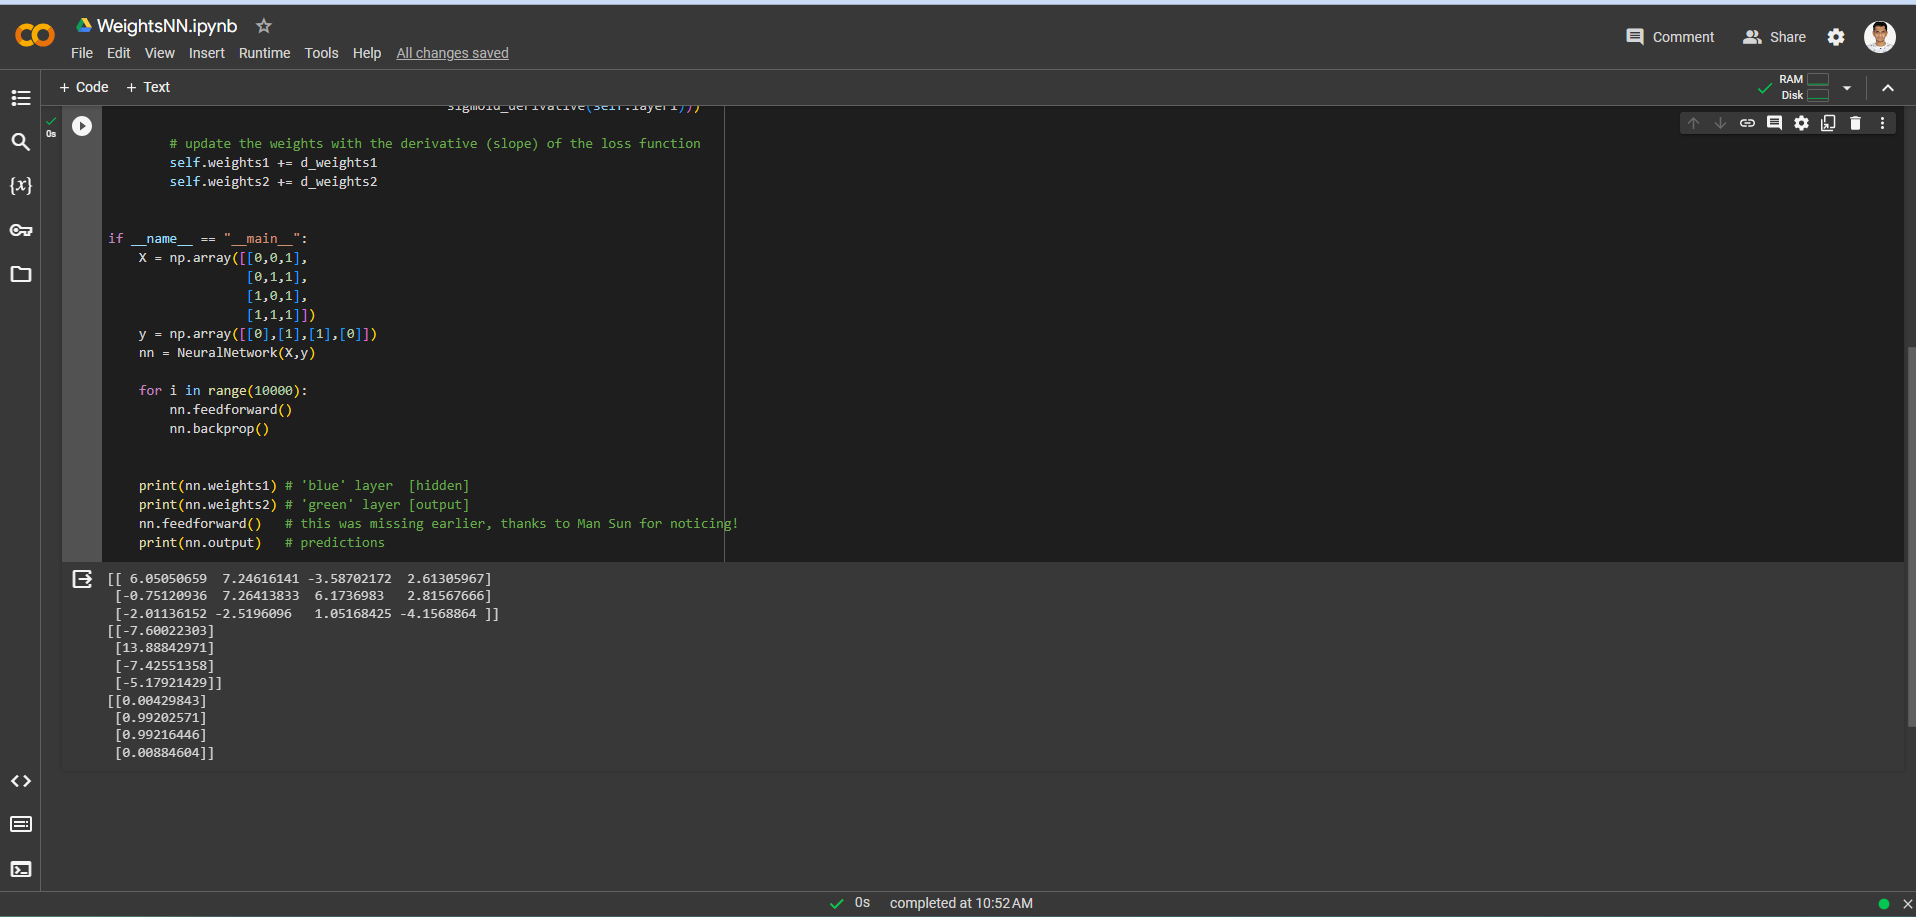 WeightsNN.ipynb
File Edit View Insert Runtime Tools Help All changes saved
Comment Share
+ Code + Text
RAM
Disk
0s
sigmoid_derivative(self.layer1)))
# update the weights with the derivative (slope) of the loss function
self.weights1 += d_weights1
self.weights2 += d_weights2
if __name__ == "__main__":
X = np.array([[0,0,1],
[0,1,1],
[1,0,1],
[1,1,1]])
y = np.array([[0],[1],[1],[0]])
nn = NeuralNetwork(X,y)
for i in range(10000):
nn.feedforward()
nn.backprop()
print(nn.weights1) # 'blue' layer  [hidden]
print(nn.weights2) # 'green' layer [output]
nn.feedforward()   # this was missing earlier, thanks to Man Sun for noticing!
print(nn.output)   # predictions
[[ 6.05050659  7.24616141 -3.58702172  2.61305967]
[-0.75120936  7.26413833  6.1736983   2.81567666]
[-2.01136152 -2.5196096   1.05168425 -4.1568864 ]]
[[-7.60022303]
[13.88842971]
[-7.42551358]
[-5.17921429]]
[[0.00429843]
[0.99202571]
[0.99216446]
[0.00884604]]
0s completed at 10:52 AM